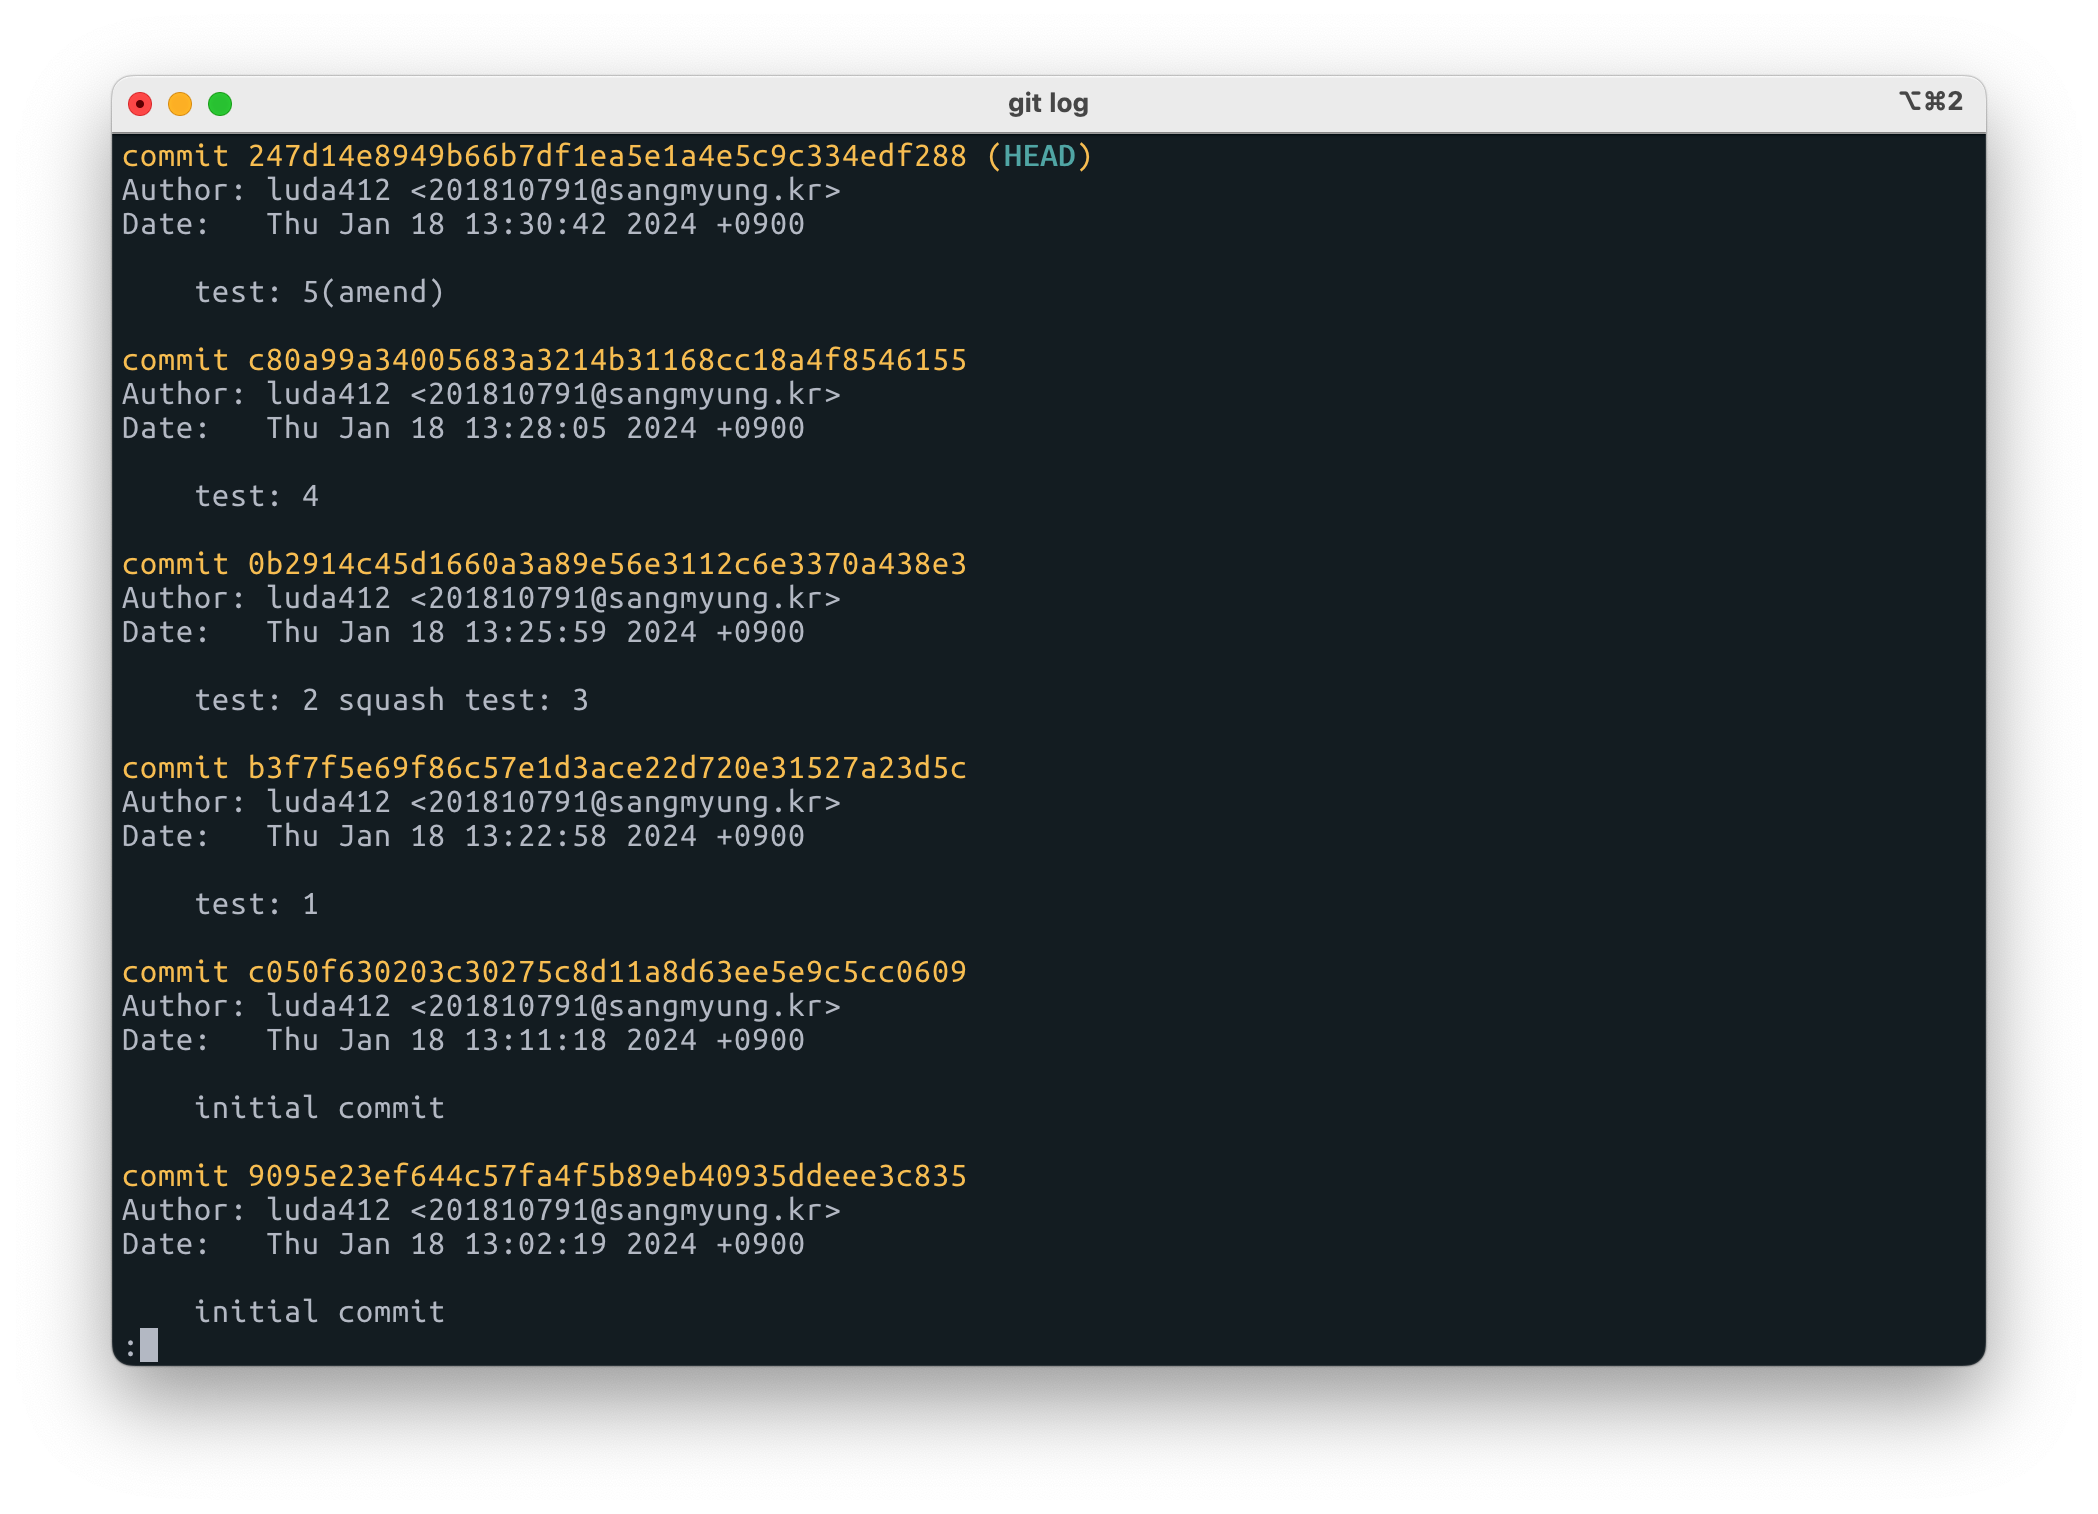 git log
⌥⌘2
commit 247d14e8949b66b7df1ea5e1a4e5c9c334edf288 (HEAD)
Author: luda412 <201810791@sangmyung.kr>
Date:   Thu Jan 18 13:30:42 2024 +0900
    test: 5(amend)
commit c80a99a34005683a3214b31168cc18a4f8546155
Author: luda412 <201810791@sangmyung.kr>
Date:   Thu Jan 18 13:28:05 2024 +0900
    test: 4
commit 0b2914c45d1660a3a89e56e3112c6e3370a438e3
Author: luda412 <201810791@sangmyung.kr>
Date:   Thu Jan 18 13:25:59 2024 +0900
    test: 2 squash test: 3
commit b3f7f5e69f86c57e1d3ace22d720e31527a23d5c
Author: luda412 <201810791@sangmyung.kr>
Date:   Thu Jan 18 13:22:58 2024 +0900
    test: 1
commit c050f630203c30275c8d11a8d63ee5e9c5cc0609
Author: luda412 <201810791@sangmyung.kr>
Date:   Thu Jan 18 13:11:18 2024 +0900
    initial commit
commit 9095e23ef644c57fa4f5b89eb40935ddeee3c835
Author: luda412 <201810791@sangmyung.kr>
Date:   Thu Jan 18 13:02:19 2024 +0900
    initial commit
: